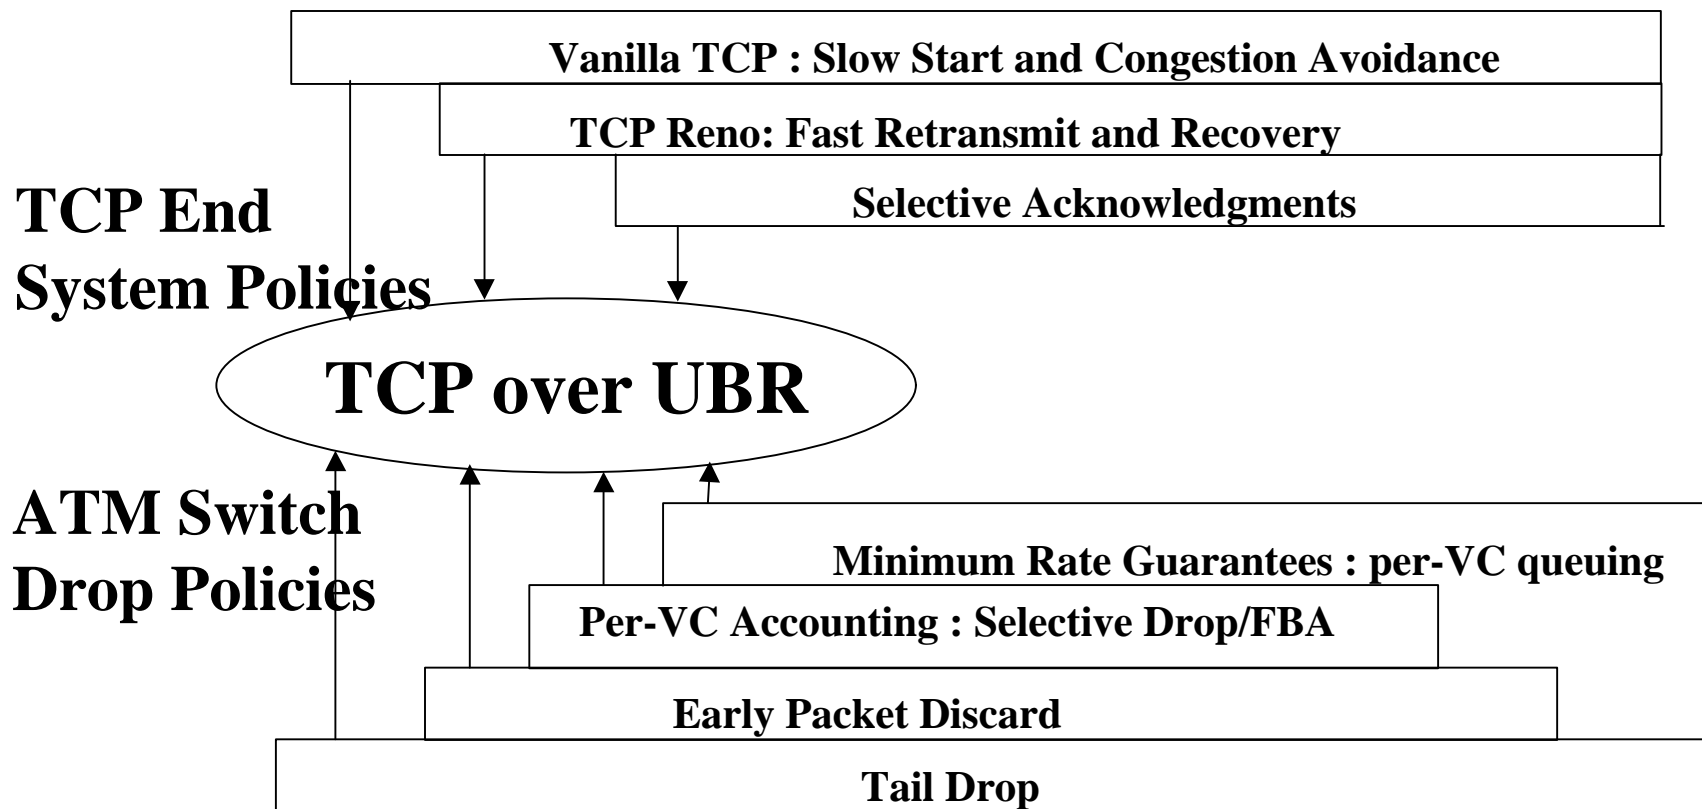 Vanilla TCP : Slow Start and Congestion Avoidance
TCP Reno: Fast Retransmit and Recovery
Selective Acknowledgments
TCP End
System Policies
TCP over UBR
ATM Switch
Drop Policies
Minimum Rate Guarantees : per-VC queuing
Per-VC Accounting : Selective Drop/FBA
Early Packet Discard
Tail Drop